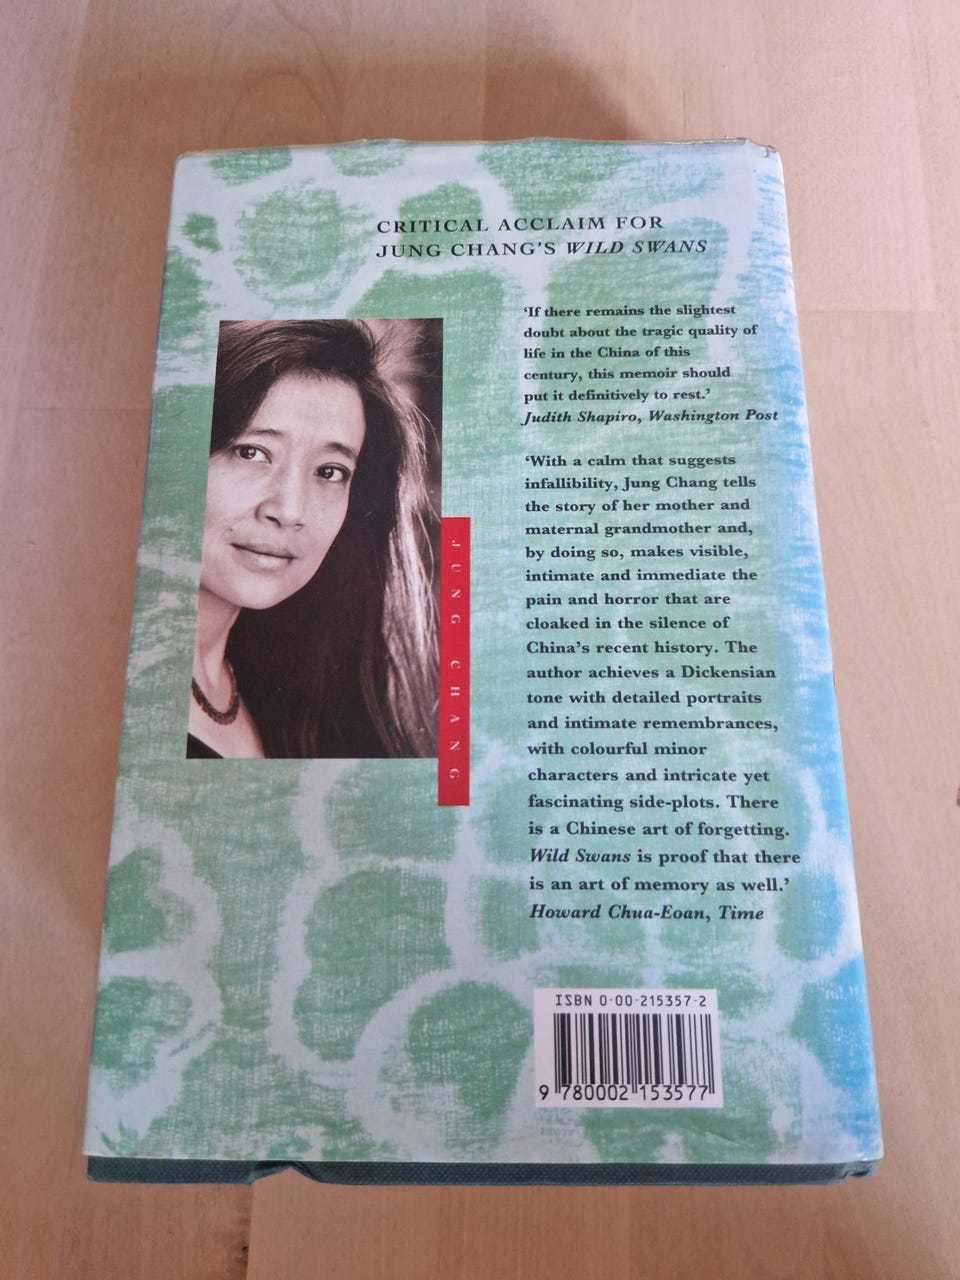 CRITICAL ACCLAIM FOR
JUNG CHANG'S WILD SWANS
'If there remains the slightest
doubt about the tragic quality of
life in the China of this
century, this memoir should
put it definitively to rest.'
Judith Shapiro, Washington Post
'With a calm that suggests
infallibility, Jung Chang tells
the story of her mother and
maternal grandmother and,
by doing so, makes visible,
intimate and immediate the
pain and horror that are
cloaked in the silence of
China's recent history. The
author achieves a Dickensian
tone with detailed portraits
and intimate remembrances,
with colourful minor
characters and intricate yet
fascinating side-plots. There
is a Chinese art of forgetting.
Wild Swans is proof that there
is an art of memory as well.'
Howard Chua-Eoan, Time
JUNG CHANG
ISBN 0-00-215357-2
9 780002 153577